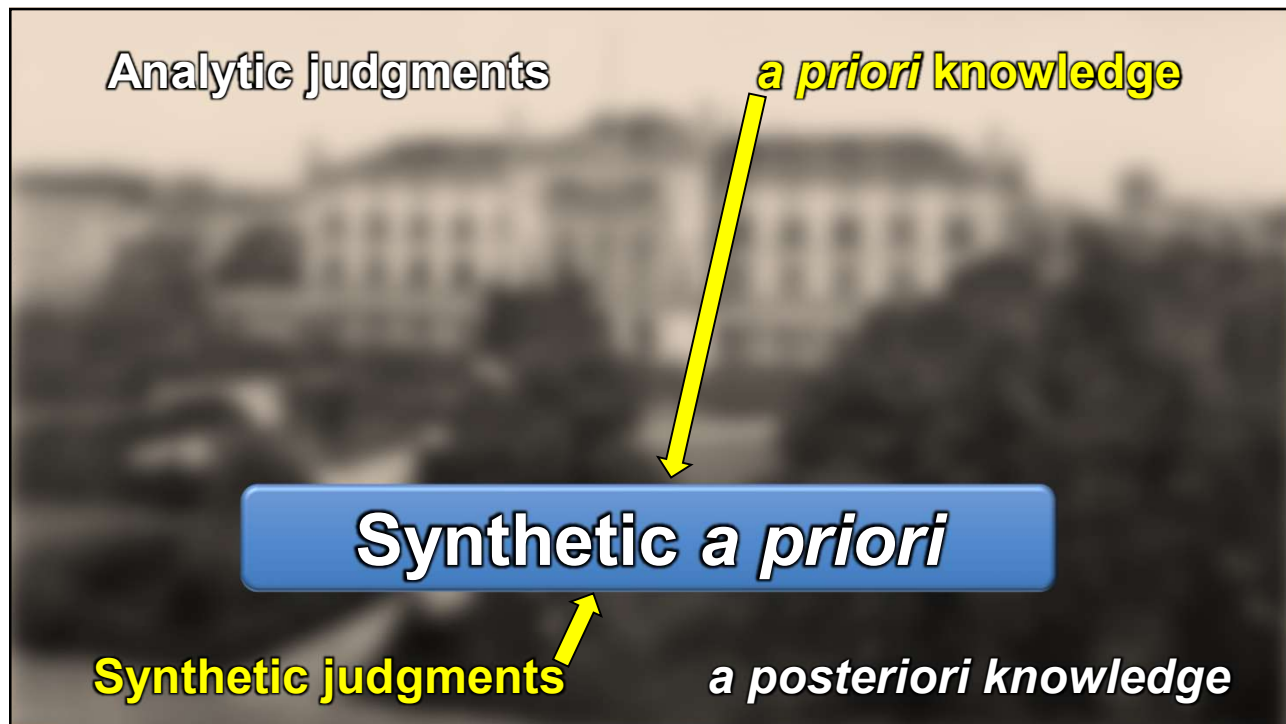 Analytic judgments
a priori knowledge
Synthetic a priori
Synthetic judgments
a posteriori knowledge